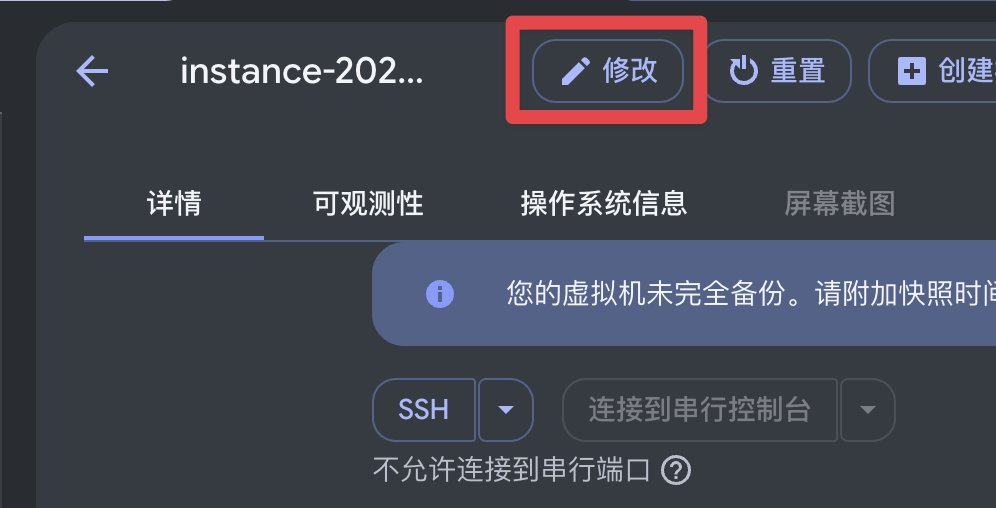 instance-202...
修改
重置
创建
详情
可观测性
操作系统信息
屏幕截图
您的虚拟机未完全备份。请附加快照时间
SSH
连接到串行控制台
不允许连接到串行端口